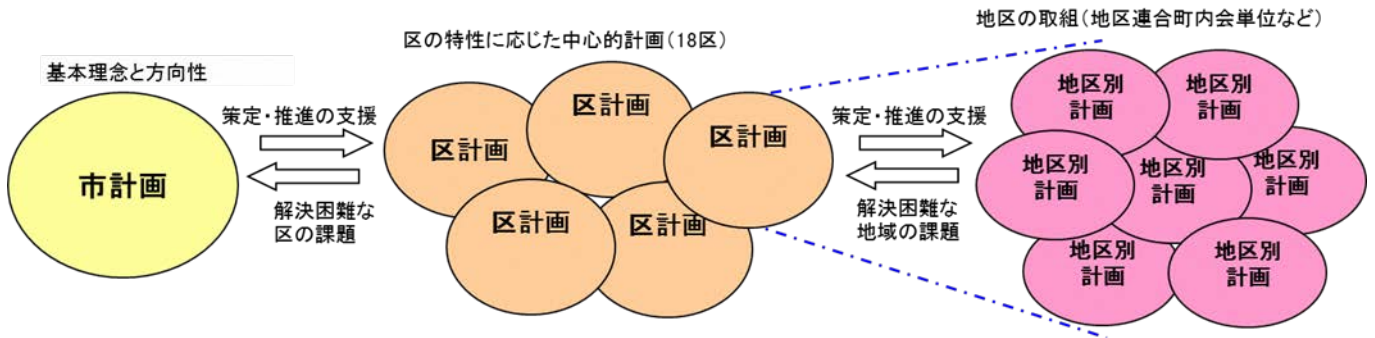 基本理念と方向性
市計画
策定・推進の支援
解決困難な
区の課題
区の特性に応じた中心的計画（18区）
区計画
区計画
区計画
区計画
区計画
策定・推進の支援
解決困難な
地域の課題
地区の取組（地区連合町内会単位など）
地区別
計画
地区別
計画
地区別
計画
地区別
計画
地区別
計画
地区別
計画
地区別
計画